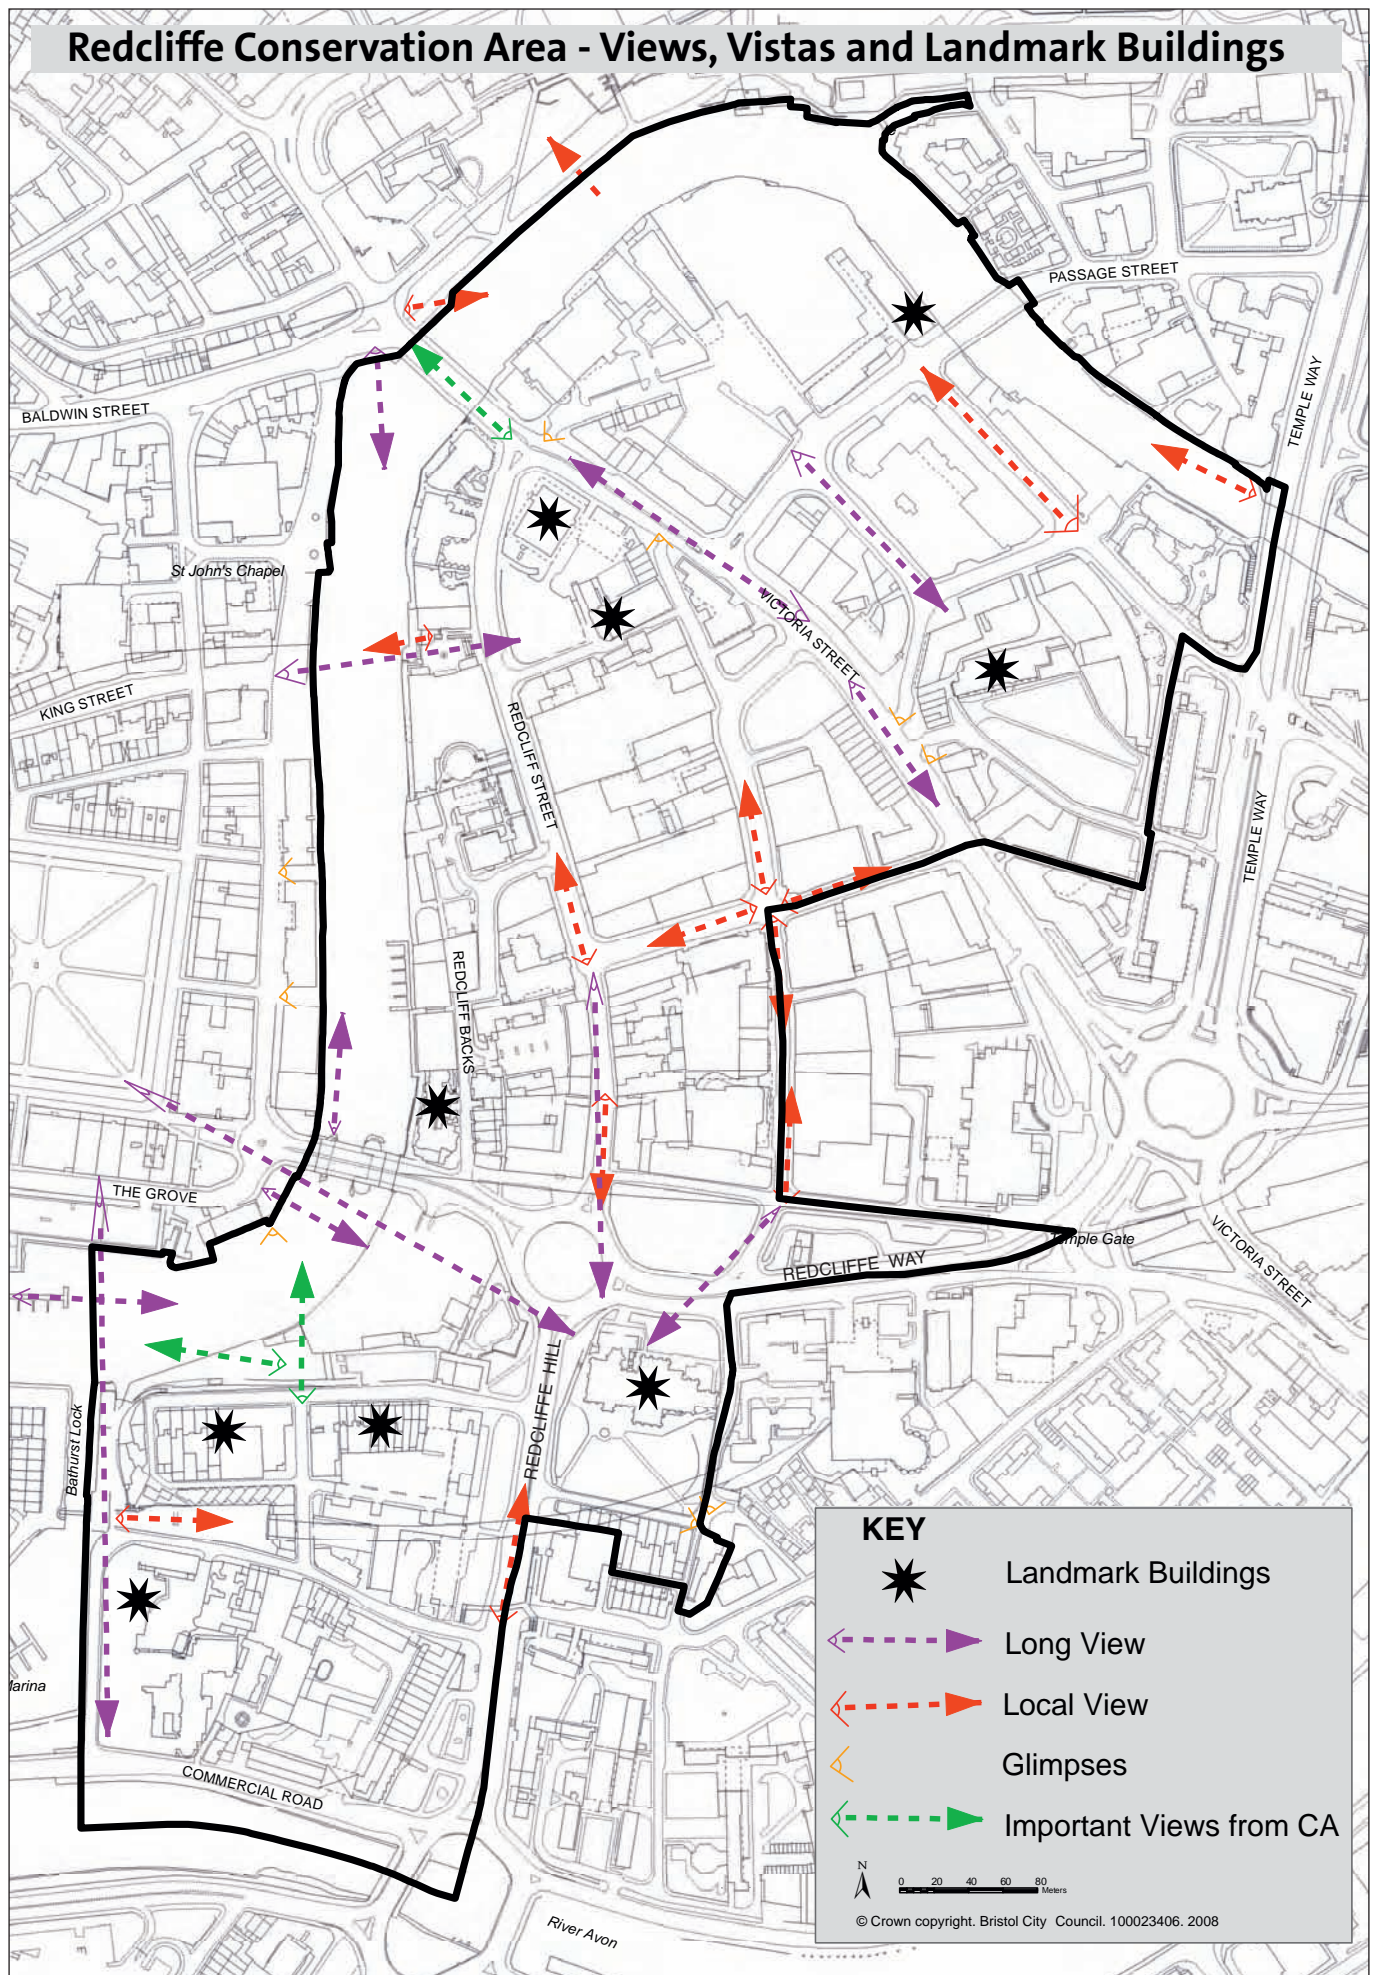 Redcliffe Conservation Area - Views, Vistas and Landmark Buildings
PASSAGE STREET
TEMPLE WAY
BALDWIN STREET
St John's Chapel
VICTORIA STREET
KING STREET
REDCLIFF STREET
TEMPLE WAY
REDCLIFF BACKS
THE GROVE
VICTORIA STREET
Temple Gate
REDCLIFFE WAY
REDCLIFFE HILL
Bathurst Lock
Marina
COMMERCIAL ROAD
River Avon
KEY
Landmark Buildings
Long View
Local View
Glimpses
Important Views from CA
N
0 20 40 60 80
Meters
© Crown copyright. Bristol City Council. 100023406. 2008